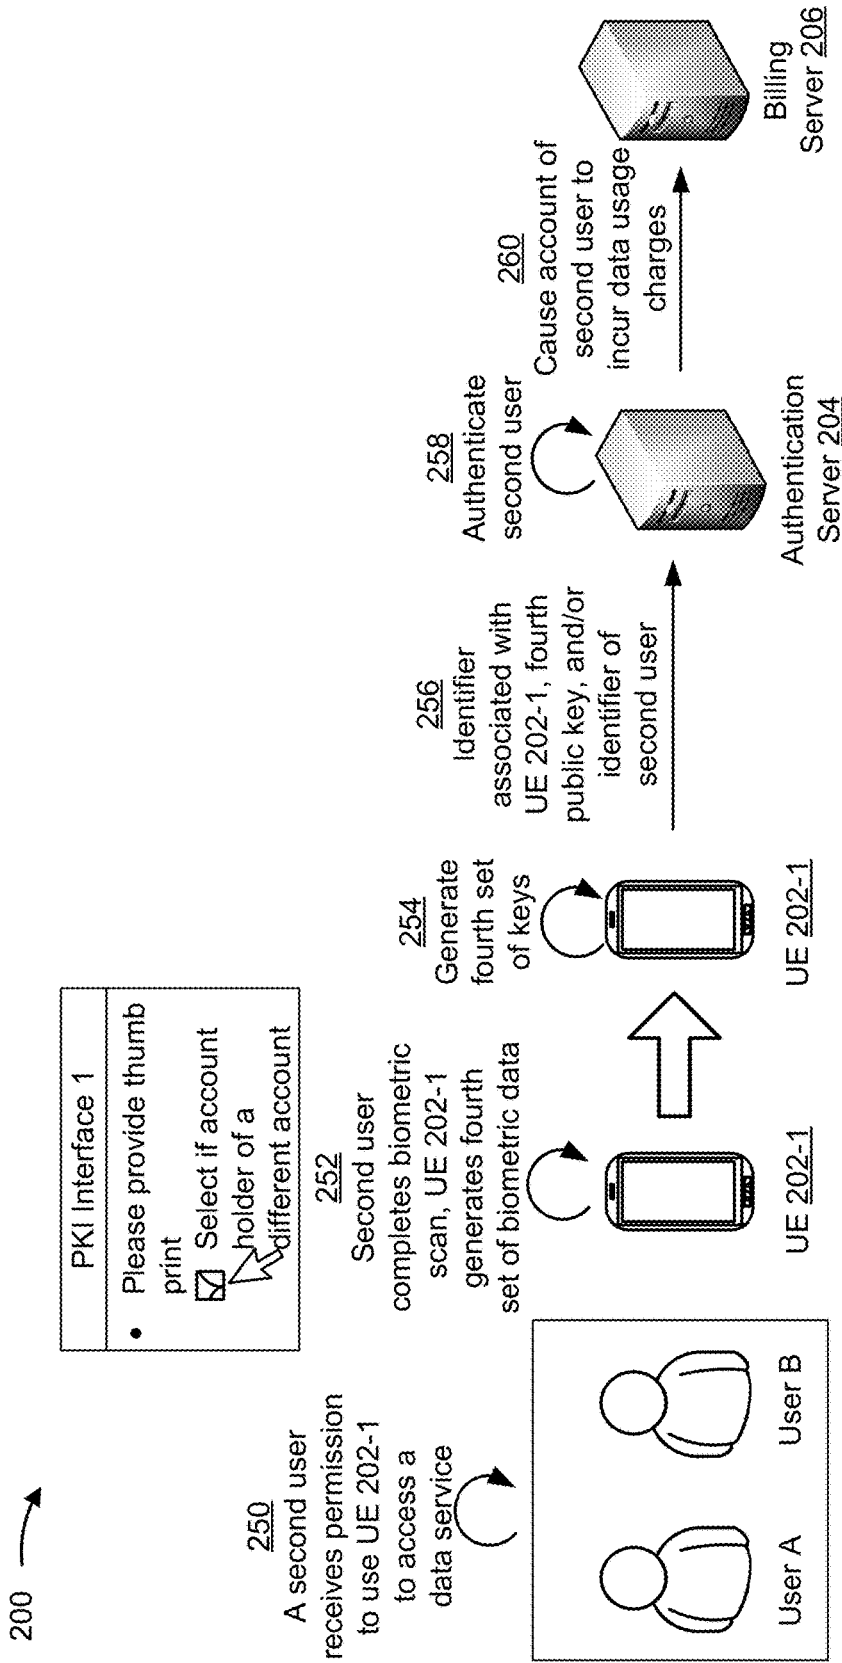 200
PKI Interface 1
• Please provide thumb
print
Select if account
holder of a
different account
250
A second user
receives permission
to use UE 202-1
to access a
data service
User A
User B
252
Second user
completes biometric
scan, UE 202-1
generates fourth
set of biometric data
UE 202-1
254
Generate
fourth set
of keys
UE 202-1
256
Identifier
associated with
UE 202-1, fourth
public key, and/or
identifier of
second user
258
Authenticate
second user
Authentication
Server 204
260
Cause account of
second user to
incur data usage
charges
Billing
Server 206